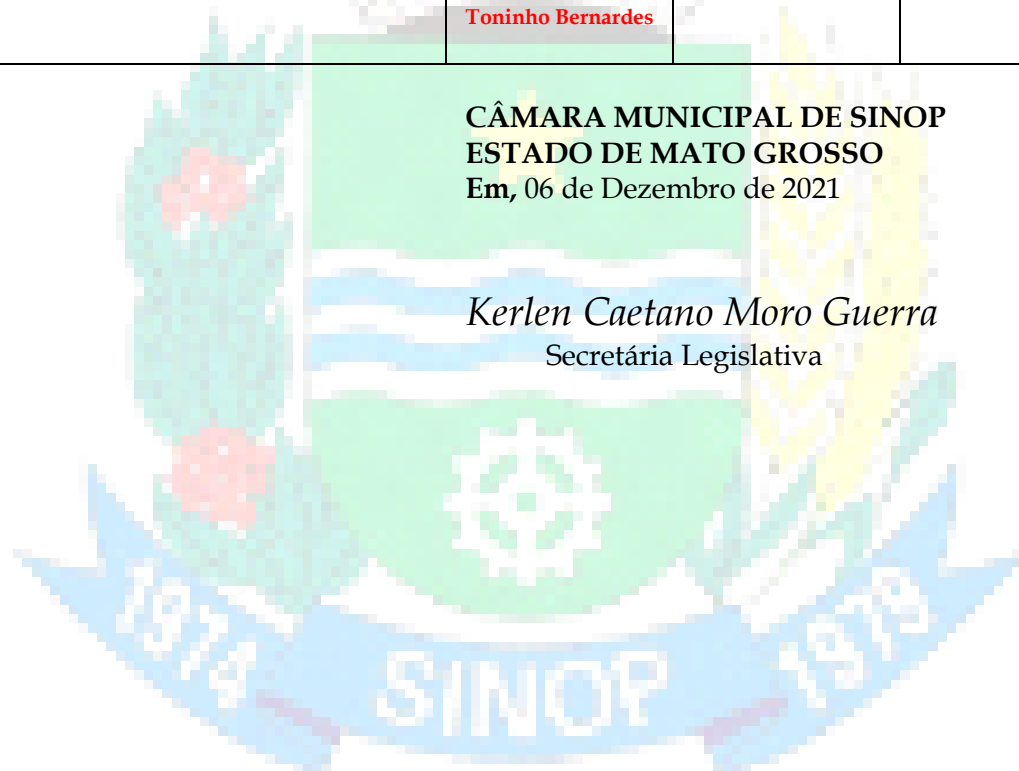 Toninho Bernardes
CÂMARA MUNICIPAL DE SINOP
ESTADO DE MATO GROSSO
Em, 06 de Dezembro de 2021
Kerlen Caetano Moro Guerra
Secretária Legislativa
1974 SINOP 1979